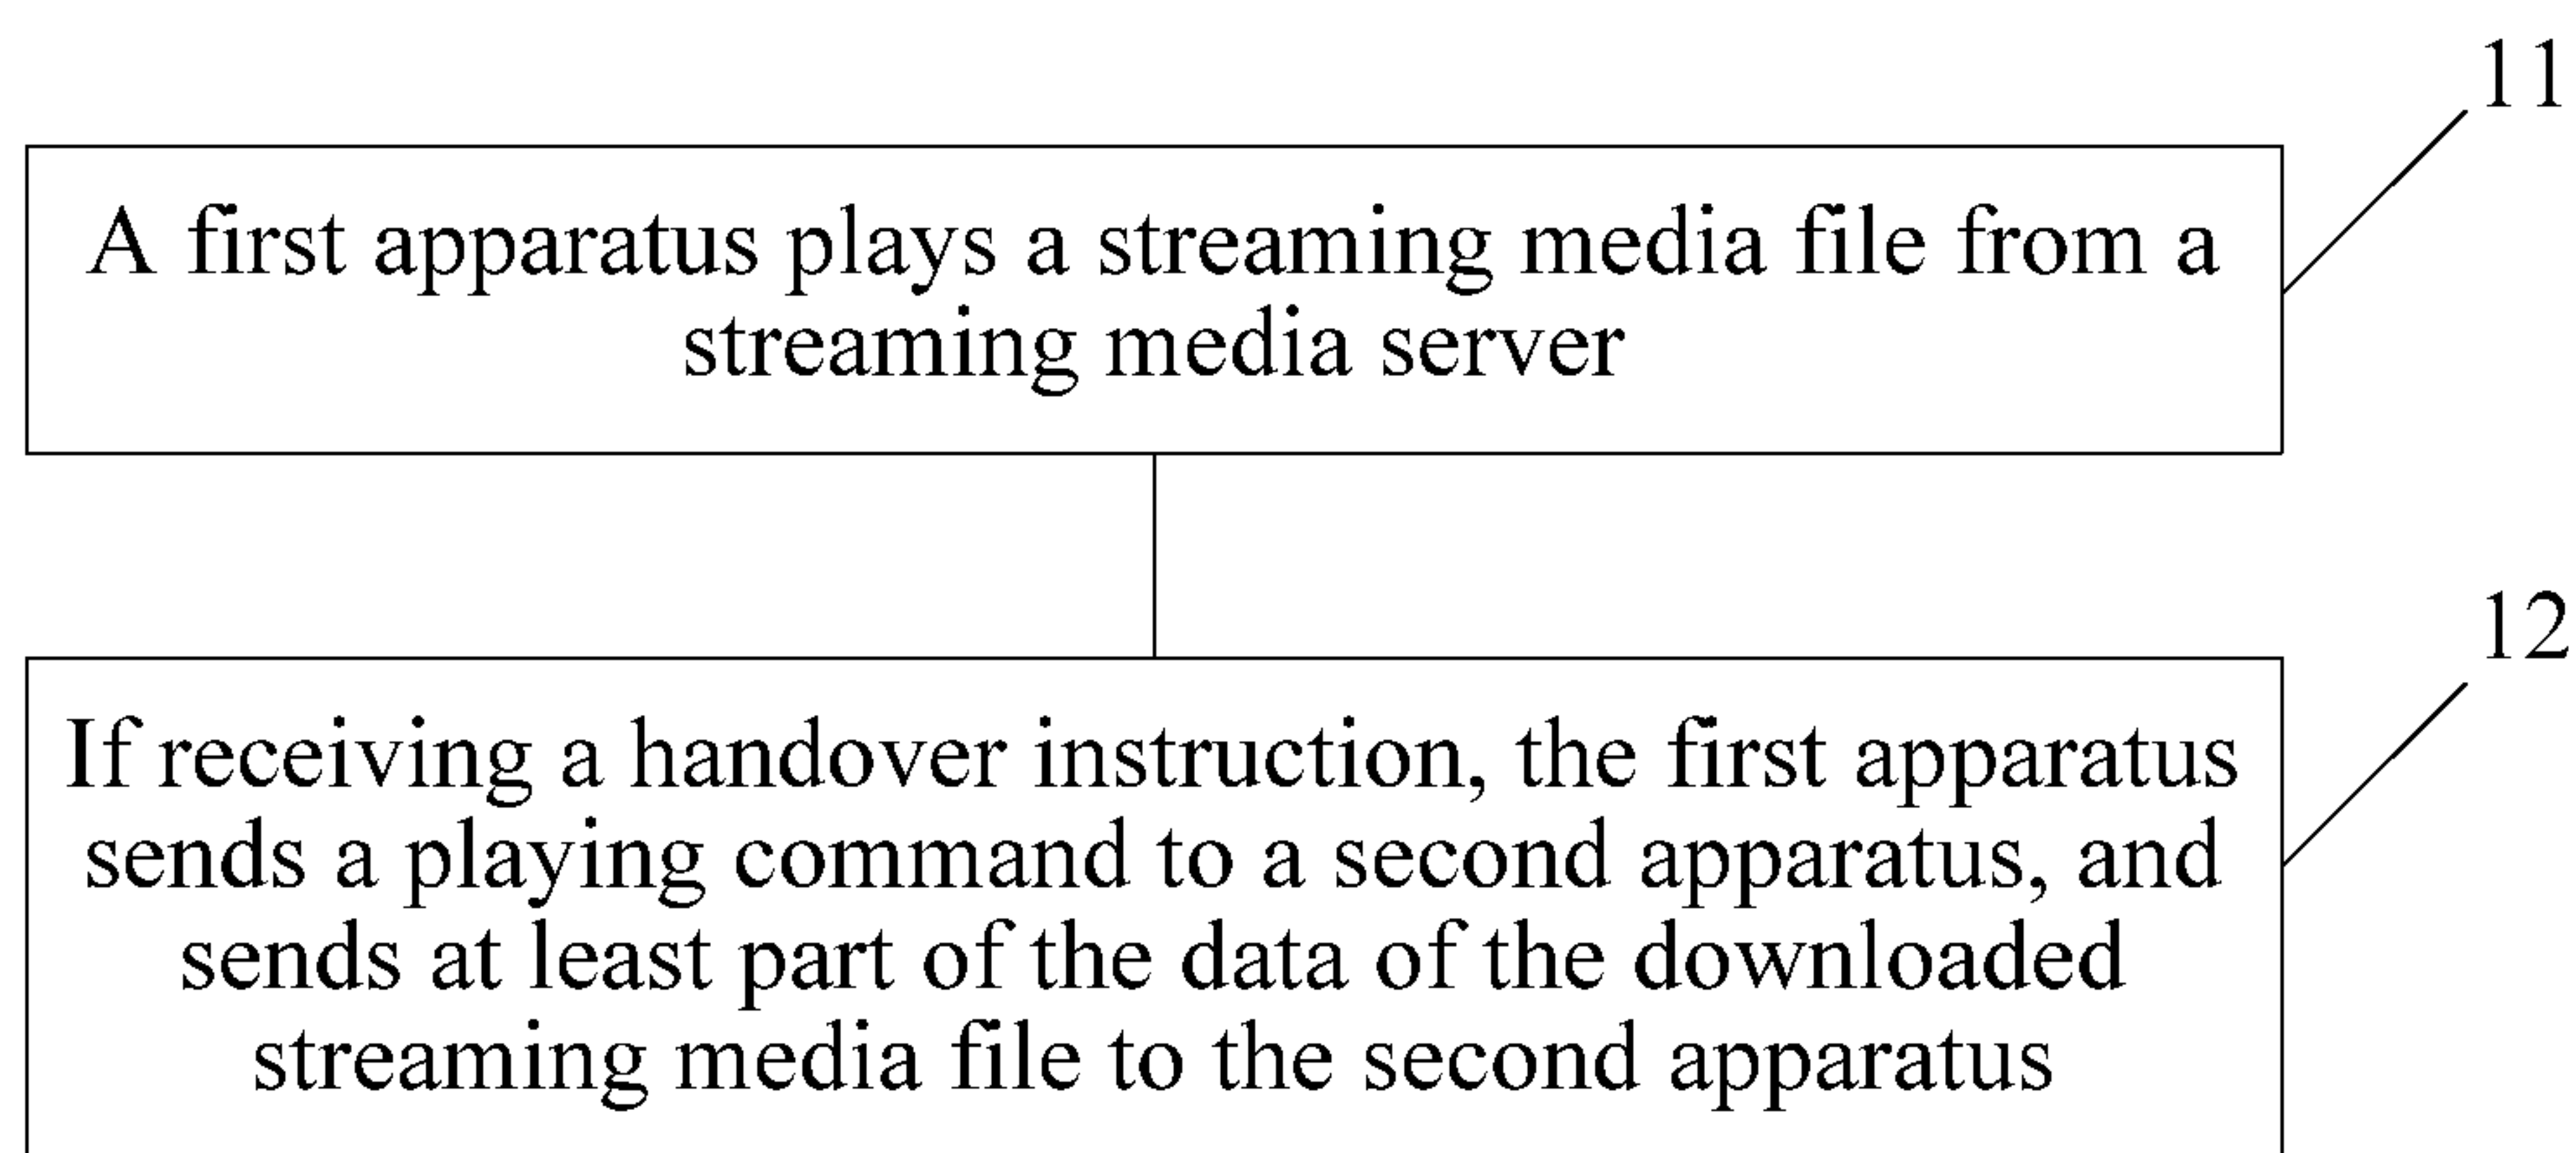 11
A first apparatus plays a streaming media file from a
streaming media server
12
If receiving a handover instruction, the first apparatus
sends a playing command to a second apparatus, and
sends at least part of the data of the downloaded
streaming media file to the second apparatus